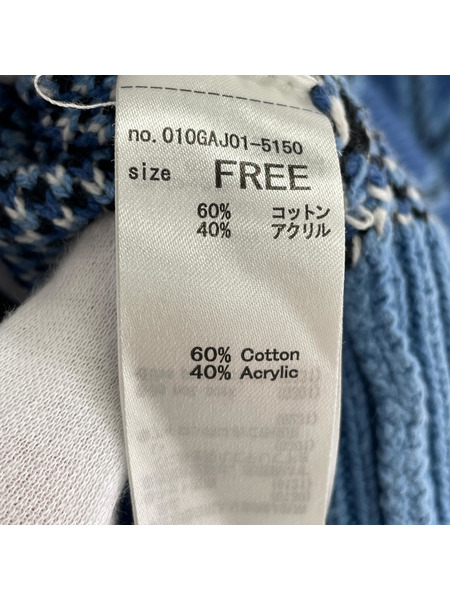 no. 010GAJ01-5150
size FREE
60% コットン
40% アクリル
60% Cotton
40% Acrylic